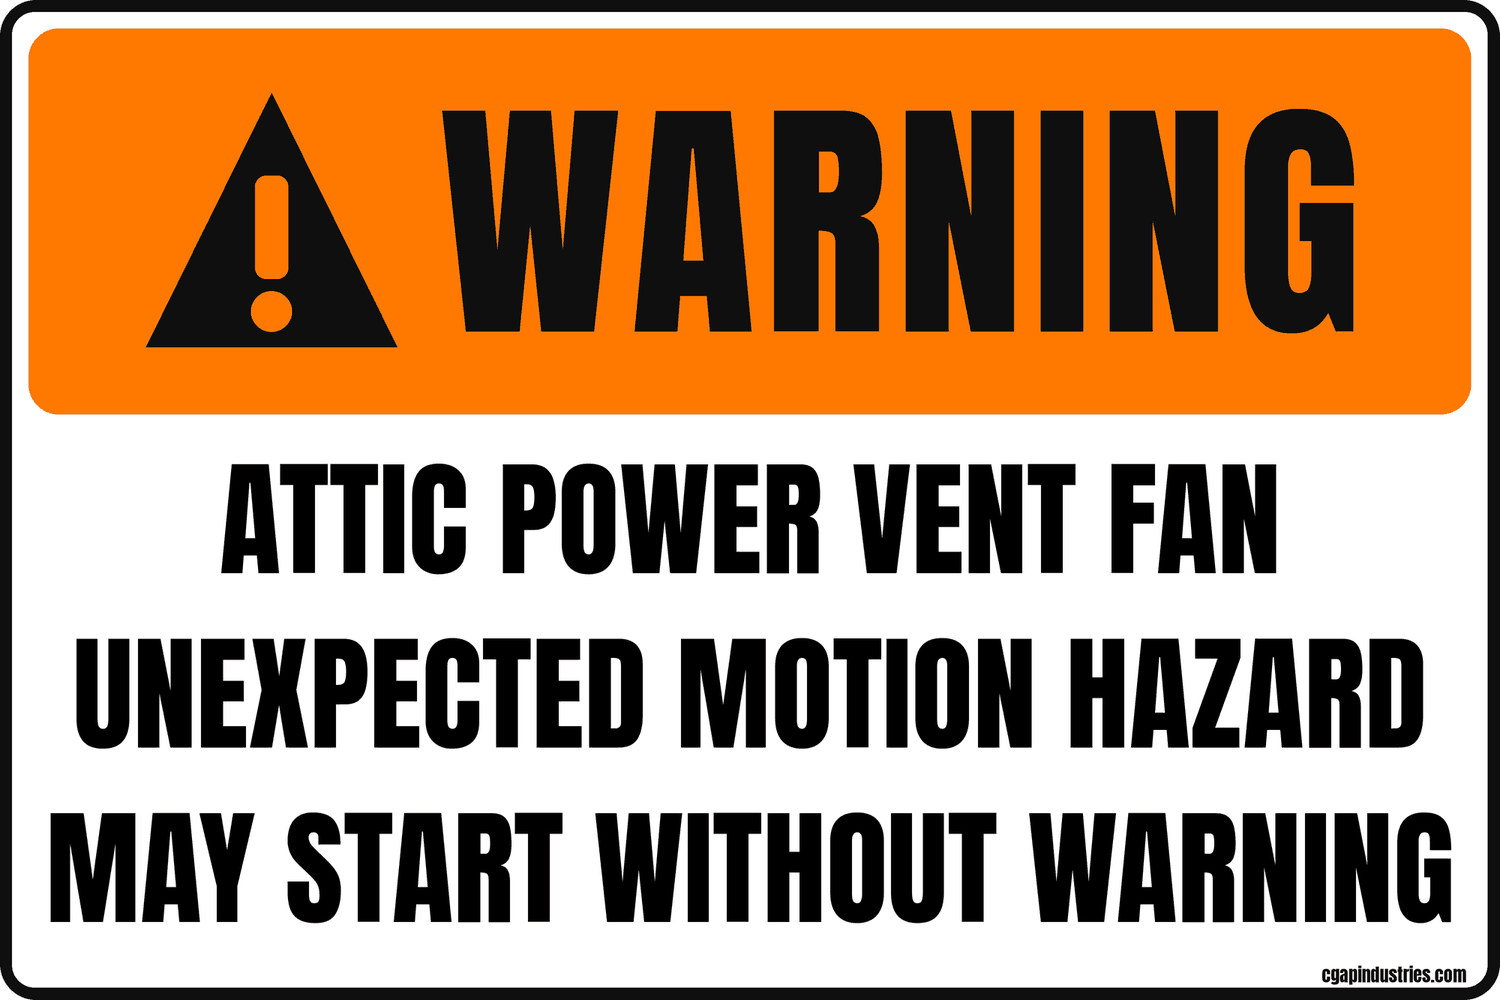 WARNING
ATTIC POWER VENT FAN
UNEXPECTED MOTION HAZARD
MAY START WITHOUT WARNING
cgapindustries.com